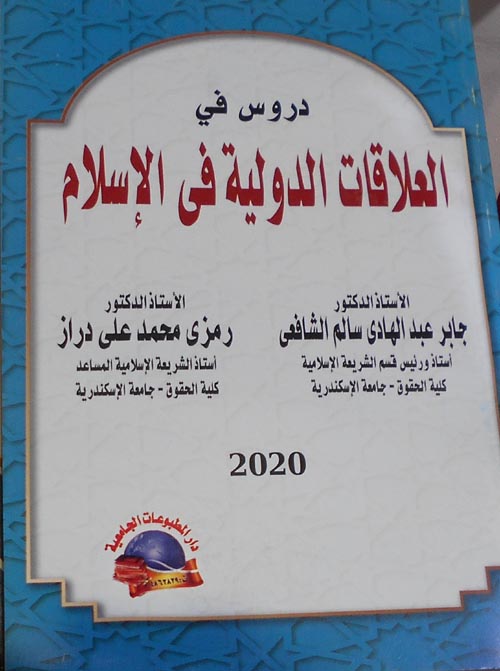 دروس في
العلاقات الدولية فى الإسلام
الأستاذ الدكتور
جابر عبد الهادى سالم الشافعى
أستاذ ورئيس قسم الشريعة الإسلامية
كلية الحقوق - جامعة الإسكندرية
الأستاذ الدكتور
رمزى محمد على دراز
أستاذ الشريعة الإسلامية المساعد
كلية الحقوق - جامعة الإسكندرية
2020
دار المطبوعات الجامعية